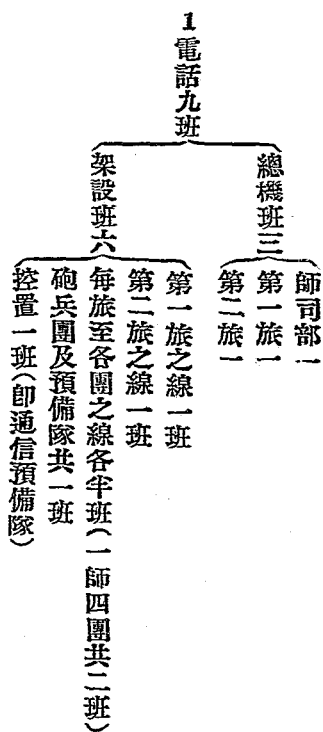 1電話九班
總機班三
師司部一
第一旅一
第二旅一
架設班六
第一旅之線一班
第二旅之線一班
每旅至各團之線各半班(一師四團共二班)
砲兵團及預備隊共一班
控置一班(卽通信預備隊)